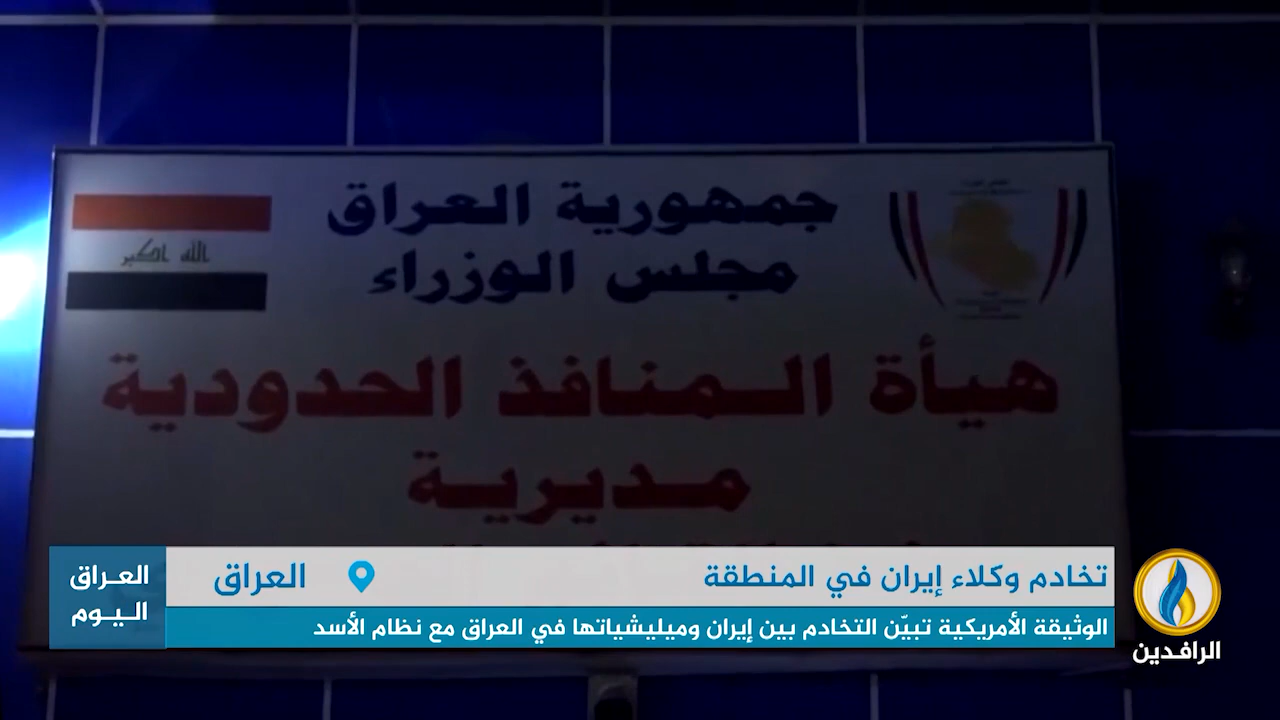 جمهورية العراق
مجلس الوزراء
الله اكبر
هيأة المنافذ الحدودية
مديرية
تخادم وكلاء إيران في المنطقة
العراق
الوثيقة الأمريكية تبيّن التخادم بين إيران وميليشياتها في العراق مع نظام الأسد
العراق
اليوم
الرافدين